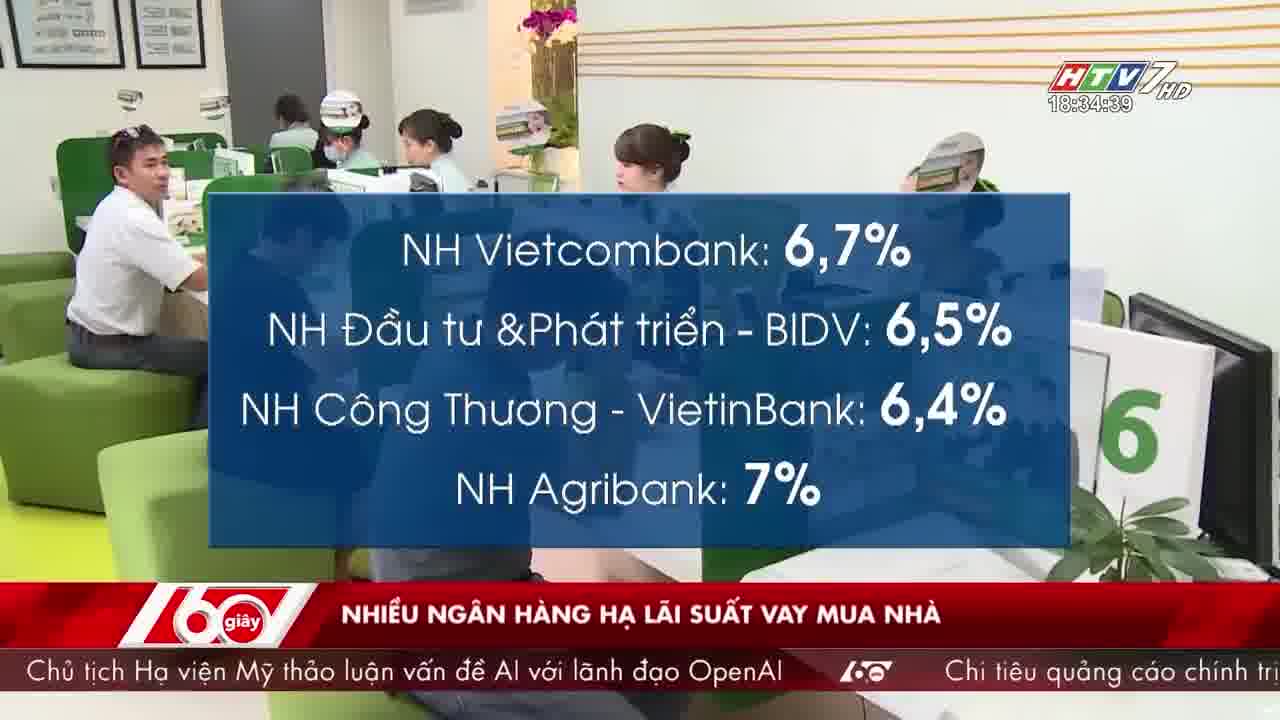 HTV7 HD
18:34:39
NH Vietcombank: 6,7%
NH Đầu tư &Phát triển - BIDV: 6,5%
NH Công Thương - VietinBank: 6,4%
NH Agribank: 7%
6
60 giây
NHIỀU NGÂN HÀNG HẠ LÃI SUẤT VAY MUA NHÀ
Chủ tịch Hạ viện Mỹ thảo luận vấn đề AI với lãnh đạo OpenAI 60 Chi tiêu quảng cáo chính trị